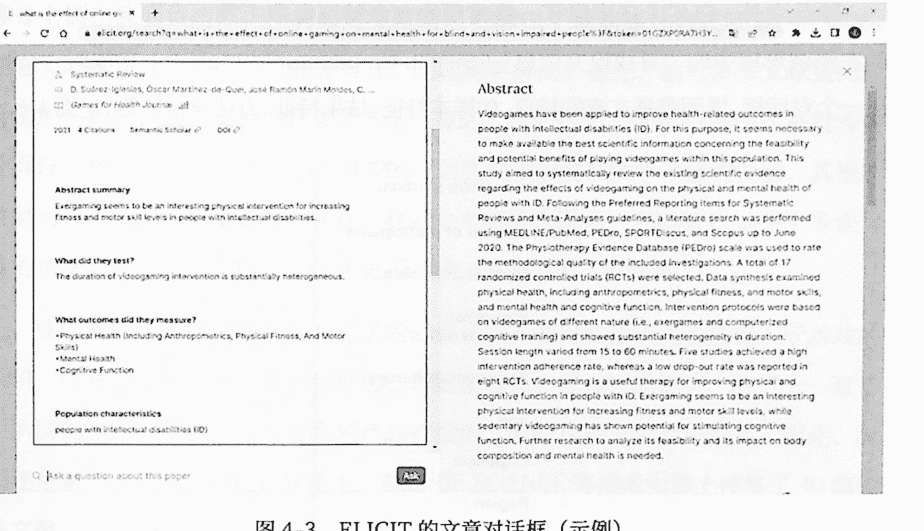 what is the effect of online ga
elicit.org/search?q=what+is+the+effect+of+online+gaming+on+mental+health+for+blind+and+vision+impaired+people%3F&token=01GZXP0RA7H3Y...
Systematic Review
D. Suárez-Iglesias, Óscar Martínez-de-Quel, José Ramón Marín Moldes, C. ...
Games for Health Journal
2021 4 Citations Semantic Scholar DOI
Abstract summary
Exergaming seems to be an interesting physical intervention for increasing
fitness and motor skill levels in people with intellectual disabilities.
What did they test?
The duration of videogaming intervention is substantially heterogeneous.
What outcomes did they measure?
•Physical Health (Including Anthropometrics, Physical Fitness, And Motor
Skills)
•Mental Health
•Cognitive Function
Population characteristics
people with intellectual disabilities (ID)
Ask a question about this paper
Ask
Abstract
Videogames have been applied to improve health-related outcomes in
people with intellectual disabilities (ID). For this purpose, it seems necessary
to make available the best scientific information concerning the feasibility
and potential benefits of playing videogames within this population. This
study aimed to systematically review the existing scientific evidence
regarding the effects of videogaming on the physical and mental health of
people with ID. Following the Preferred Reporting Items for Systematic
Reviews and Meta-Analyses guidelines, a literature search was performed
using MEDLINE/PubMed, PEDro, SPORTDiscus, and Scopus up to June
2020. The Physiotherapy Evidence Database (PEDro) scale was used to rate
the methodological quality of the included investigations. A total of 17
randomized controlled trials (RCTs) were selected. Data synthesis examined
physical health, including anthropometrics, physical fitness, and motor skills,
and mental health and cognitive function. Intervention protocols were based
on videogames of different nature (i.e., exergames and computerized
cognitive training) and showed substantial heterogeneity in duration.
Session length varied from 15 to 60 minutes. Five studies achieved a high
intervention adherence rate, whereas a low drop-out rate was reported in
eight RCTs. Videogaming is a useful therapy for improving physical and
cognitive function in people with ID. Exergaming seems to be an interesting
physical intervention for increasing fitness and motor skill levels, while
sedentary videogaming has shown potential for stimulating cognitive
function. Further research to analyze its feasibility and its impact on body
composition and mental health is needed.
图 4-3 ELICIT 的文章对话框（示例）